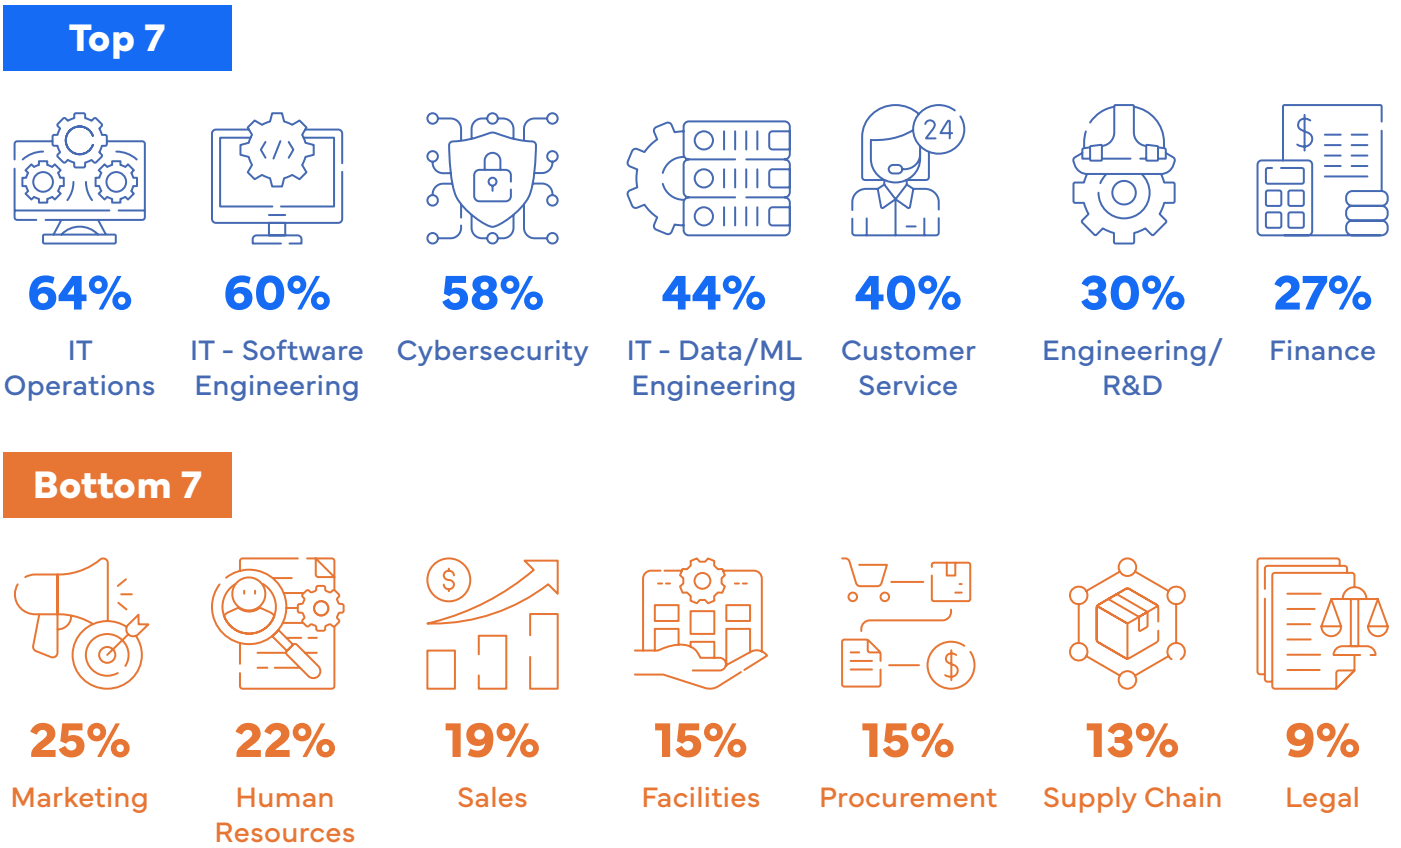 Top 7
24
$
</>
64%
60%
58%
44%
40%
30%
27%
IT
Operations
IT - Software
Engineering
Cybersecurity
IT - Data/ML
Engineering
Customer
Service
Engineering/
R&D
Finance
Bottom 7
$
$
25%
22%
19%
15%
15%
13%
9%
Marketing
Human
Resources
Sales
Facilities
Procurement
Supply Chain
Legal